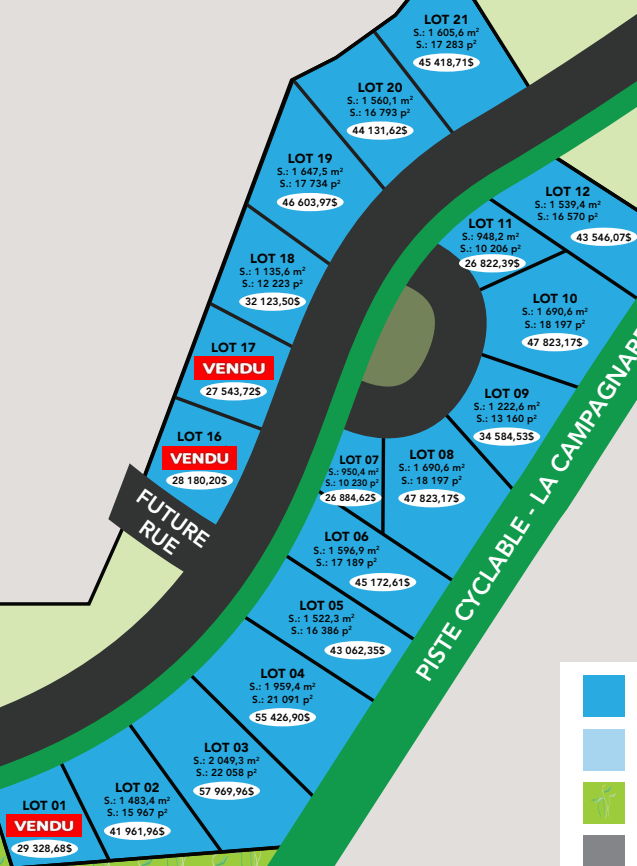 LOT 21
S.: 1 605,6 m²
S.: 17 283 p²
45 418,71$
LOT 20
S.: 1 560,1 m²
S.: 16 793 p²
44 131,62$
LOT 19
S.: 1 647,5 m²
S.: 17 734 p²
46 603,97$
LOT 12
S.: 1 539,4 m²
S.: 16 570 p²
43 546,07$
LOT 11
S.: 948,2 m²
S.: 10 206 p²
26 822,39$
LOT 18
S.: 1 135,6 m²
S.: 12 223 p²
32 123,50$
LOT 10
S.: 1 690,6 m²
S.: 18 197 p²
47 823,17$
LOT 17
VENDU
27 543,72$
LOT 09
S.: 1 222,6 m²
S.: 13 160 p²
34 584,53$
LOT 16
VENDU
28 180,20$
LOT 07
S.: 950,4 m²
S.: 10 230 p²
26 884,62$
LOT 08
S.: 1 690,6 m²
S.: 18 197 p²
47 823,17$
FUTURE
RUE
PISTE CYCLABLE - LA CAMPAGNAR
LOT 06
S.: 1 596,9 m²
S.: 17 189 p²
45 172,61$
LOT 05
S.: 1 522,3 m²
S.: 16 386 p²
43 062,35$
LOT 04
S.: 1 959,4 m²
S.: 21 091 p²
55 426,90$
LOT 03
S.: 2 049,3 m²
S.: 22 058 p²
57 969,96$
LOT 02
S.: 1 483,4 m²
S.: 15 967 p²
41 961,96$
LOT 01
VENDU
29 328,68$